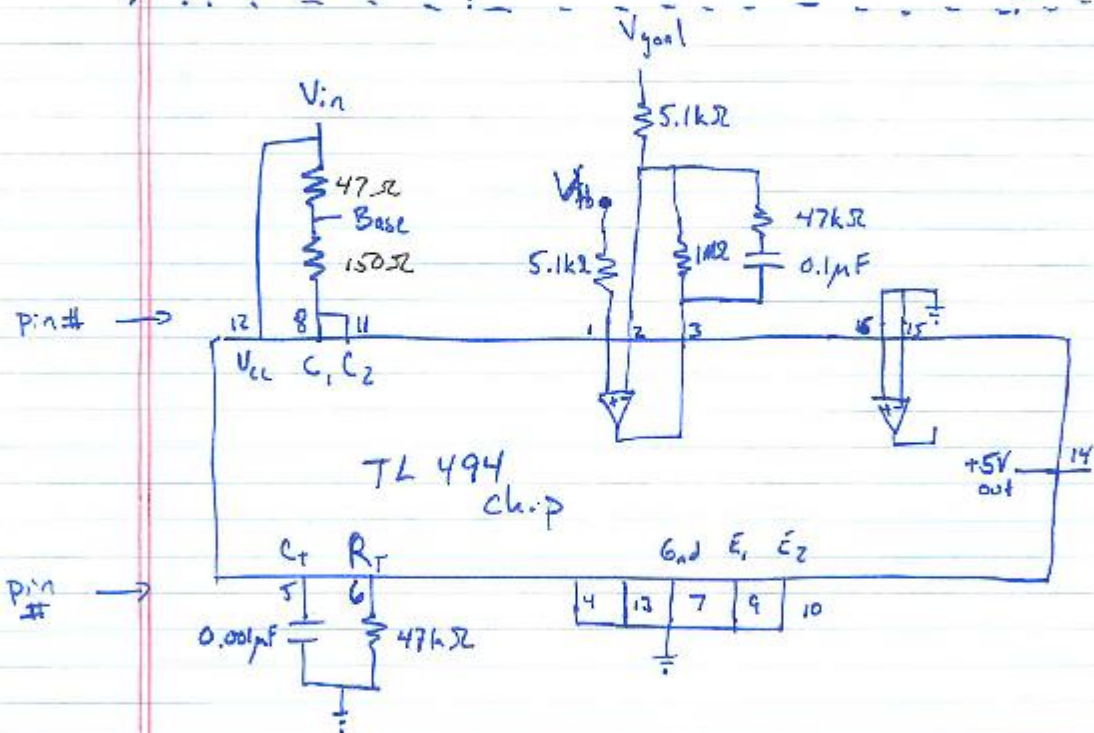 Vgoal
5.1kΩ
Vin
47Ω
Base
150Ω
Vfb
5.1kΩ
1MΩ
47kΩ
0.1μF
pin# →
12 8 11 1 2 3 16 15
Vcc C1 C2
+ - + -
TL 494
chip
+5V
out
14
CT RT
Gnd E1 E2
pin
# →
5 6
4 13 7 9 10
0.001μF
47kΩ